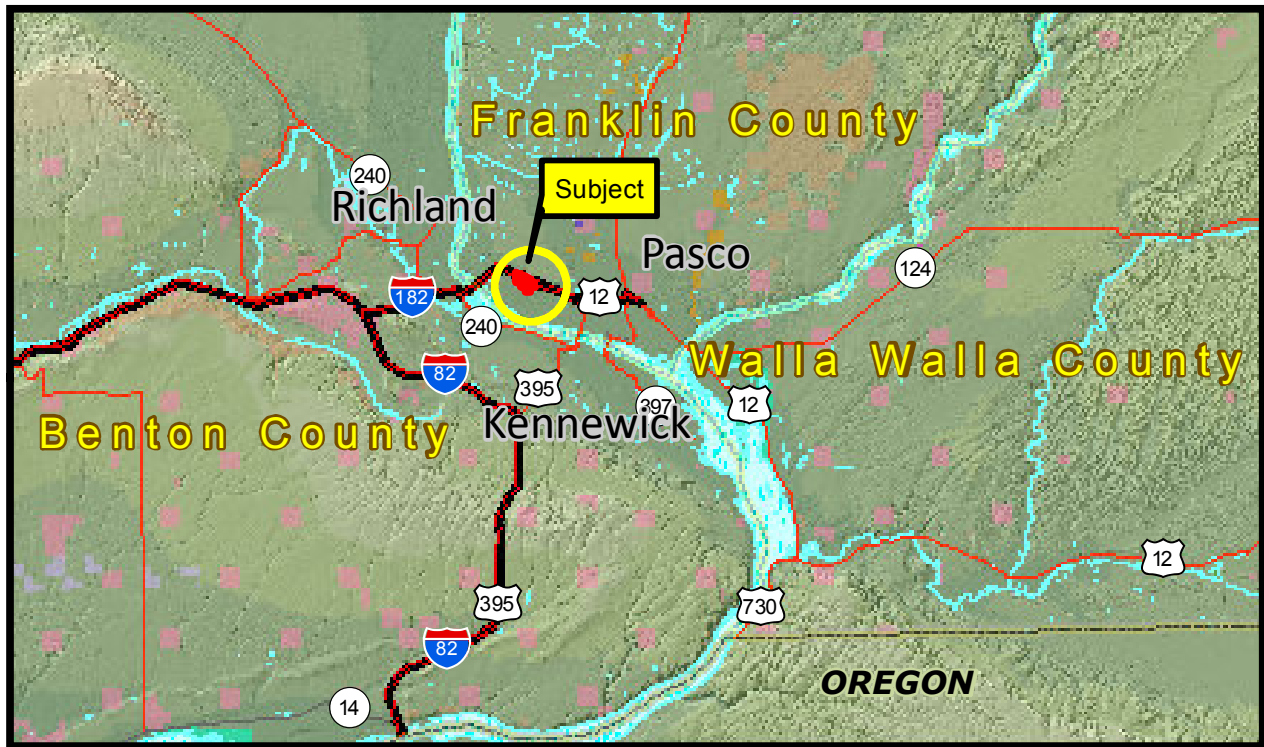 Franklin County
240
Subject
Richland
Pasco
124
182
12
240
Walla Walla County
82
395
397
12
Benton County
Kennewick
12
395
730
82
OREGON
14